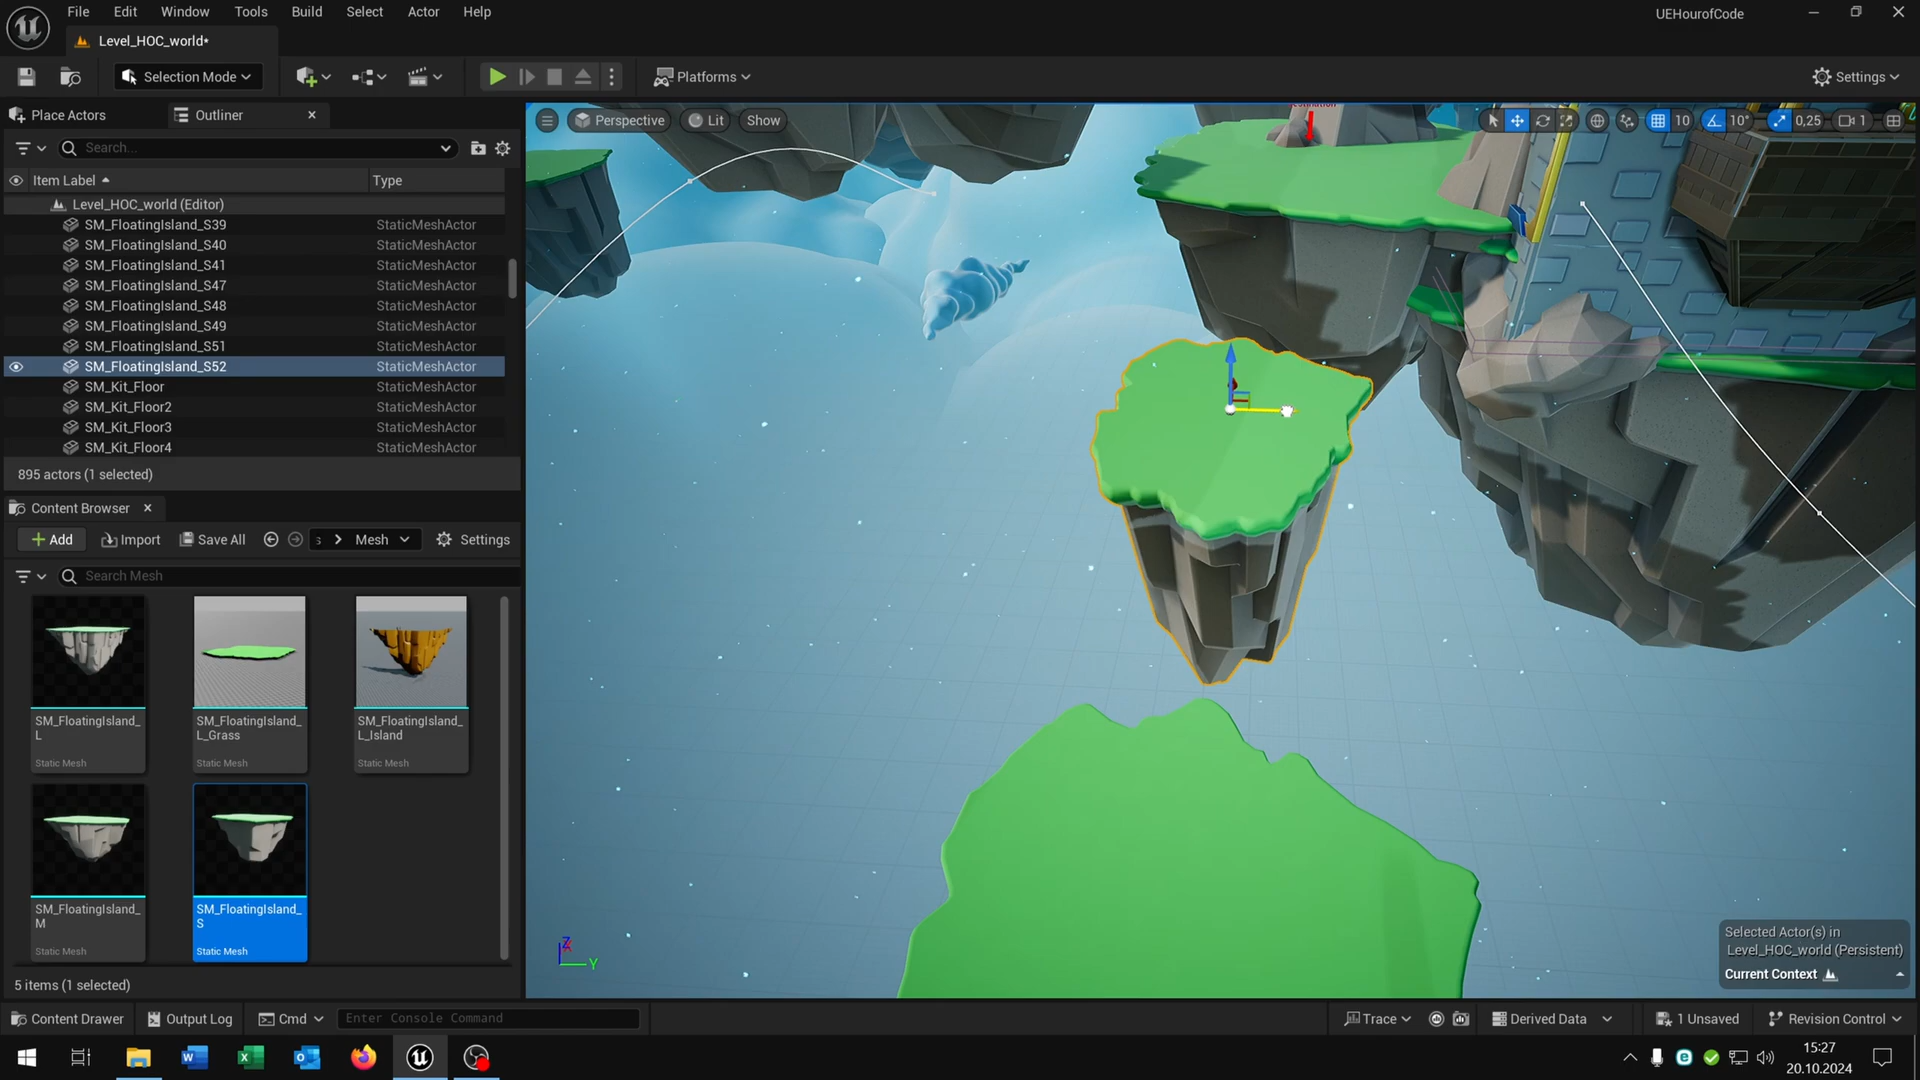 File Edit Window Tools Build Select Actor Help
UEHourofCode
Level_HOC_world*
Selection Mode
Platforms
Settings
Place Actors
Outliner
Search...
Item Label
Type
Level_HOC_world (Editor)
SM_FloatingIsland_S39 StaticMeshActor
SM_FloatingIsland_S40 StaticMeshActor
SM_FloatingIsland_S41 StaticMeshActor
SM_FloatingIsland_S47 StaticMeshActor
SM_FloatingIsland_S48 StaticMeshActor
SM_FloatingIsland_S49 StaticMeshActor
SM_FloatingIsland_S51 StaticMeshActor
SM_FloatingIsland_S52 StaticMeshActor
SM_Kit_Floor StaticMeshActor
SM_Kit_Floor2 StaticMeshActor
SM_Kit_Floor3 StaticMeshActor
SM_Kit_Floor4 StaticMeshActor
895 actors (1 selected)
Content Browser
Add Import Save All s Mesh Settings
Search Mesh
SM_FloatingIsland_
L
Static Mesh
SM_FloatingIsland_
L_Grass
Static Mesh
SM_FloatingIsland_
L_Island
Static Mesh
SM_FloatingIsland_
M
Static Mesh
SM_FloatingIsland_
S
Static Mesh
5 items (1 selected)
Perspective Lit Show
10 10° 0,25 1
Z
Y
Selected Actor(s) in
Level_HOC_world (Persistent)
Current Context
Content Drawer Output Log Cmd Enter Console Command
Trace Derived Data 1 Unsaved Revision Control
15:27
20.10.2024